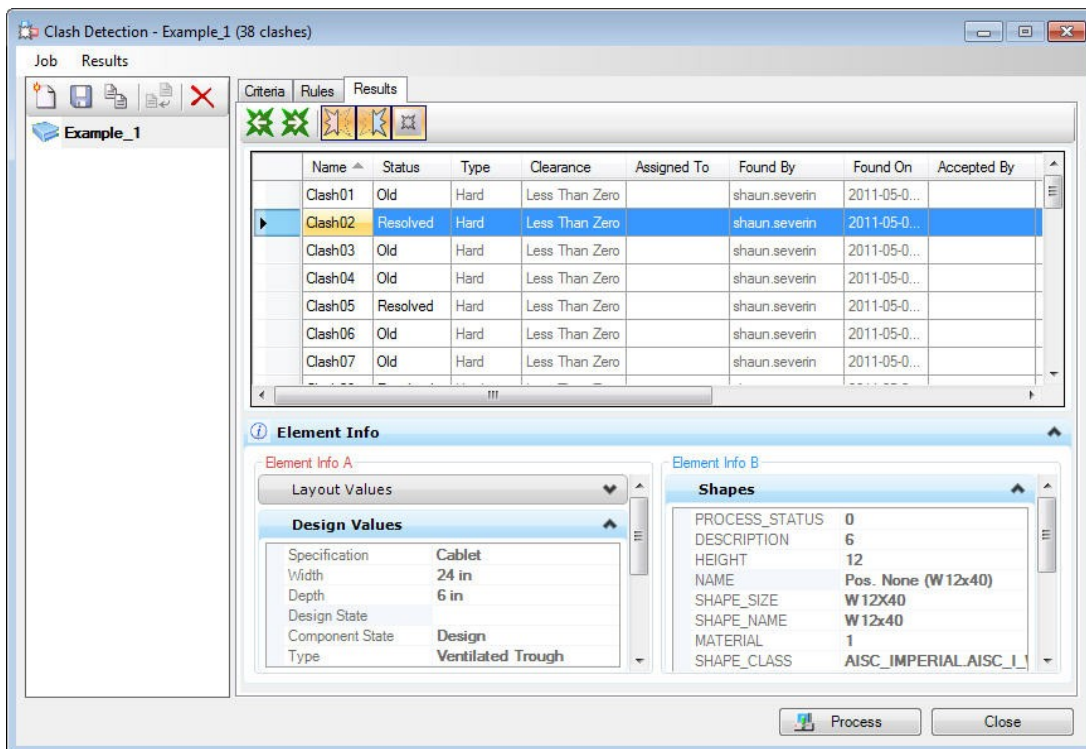 Clash Detection - Example_1 (38 clashes)
Job Results
Criteria Rules Results
Example_1
Name Status Type Clearance Assigned To Found By Found On Accepted By
Clash01 Old Hard Less Than Zero shaun.severin 2011-05-0...
Clash02 Resolved Hard Less Than Zero shaun.severin 2011-05-0...
Clash03 Old Hard Less Than Zero shaun.severin 2011-05-0...
Clash04 Old Hard Less Than Zero shaun.severin 2011-05-0...
Clash05 Resolved Hard Less Than Zero shaun.severin 2011-05-0...
Clash06 Old Hard Less Than Zero shaun.severin 2011-05-0...
Clash07 Old Hard Less Than Zero shaun.severin 2011-05-0...
Element Info
Element Info A
Layout Values
Design Values
Specification Cablet
Width 24 in
Depth 6 in
Design State
Component State Design
Type Ventilated Trough
Element Info B
Shapes
PROCESS_STATUS 0
DESCRIPTION 6
HEIGHT 12
NAME Pos. None (W12x40)
SHAPE_SIZE W12X40
SHAPE_NAME W12x40
MATERIAL 1
SHAPE_CLASS AISC_IMPERIAL.AISC_I_
Process Close